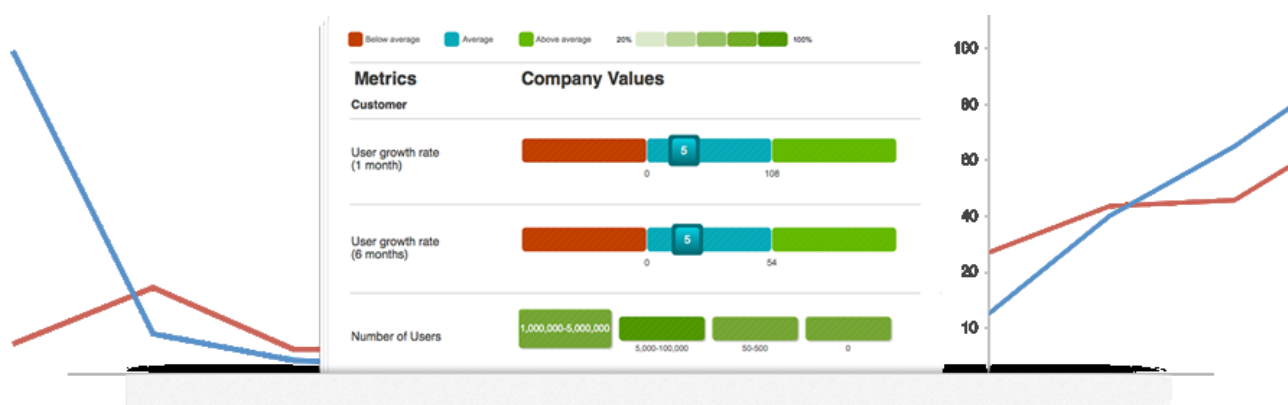 Below average Average Above average 20% 100%
Metrics Company Values
Customer
User growth rate
(1 month)
5
0 108
User growth rate
(6 months)
5
0 54
Number of Users
1,000,000-5,000,000
5,000-100,000 50-500 0
100
80
60
40
20
10